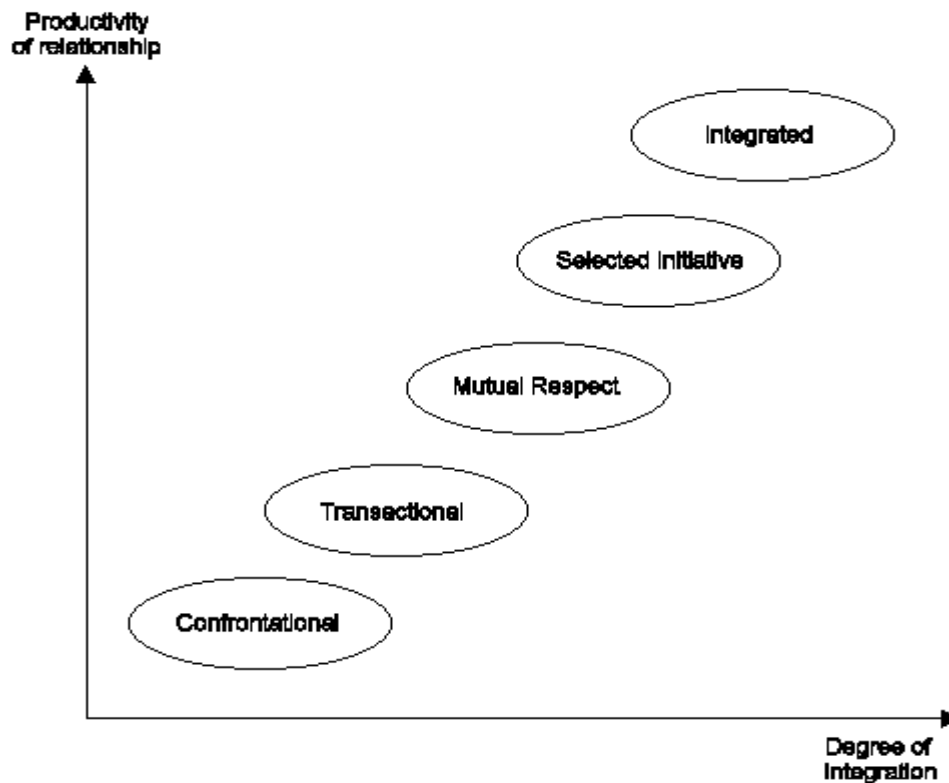 Productivity
of relationship
Integrated
Selected Initiative
Mutual Respect
Transactional
Confrontational
Degree of
Integration